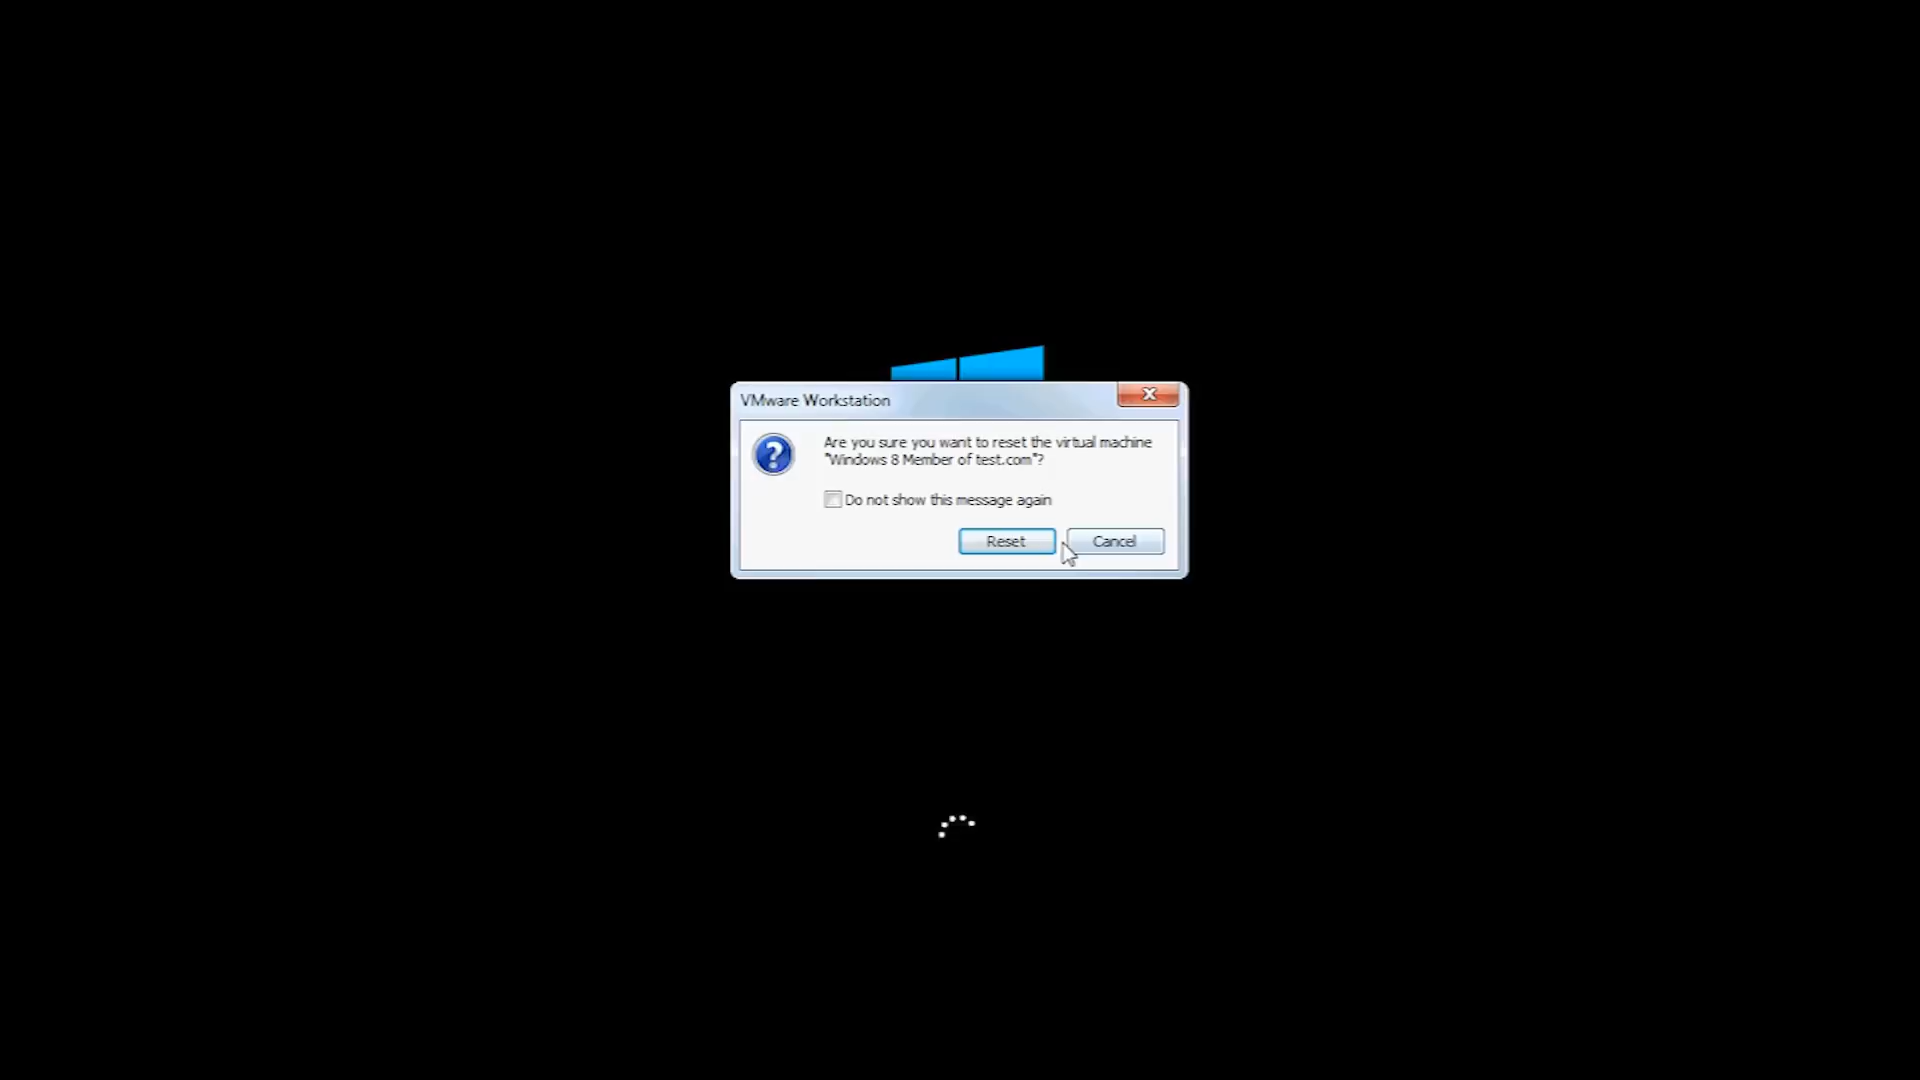 VMware Workstation
Are you sure you want to reset the virtual machine
"Windows 8 Member of test.com"?
Do not show this message again
Reset
Cancel